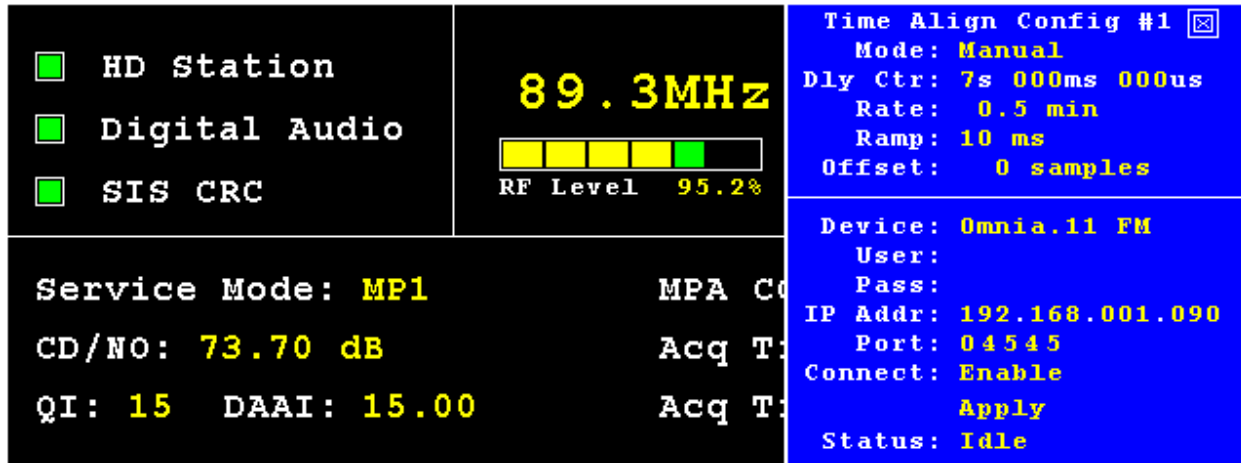 HD Station
Digital Audio
SIS CRC
89.3MHz
RF Level 95.2%
Service Mode: MP1
MPA
CD/NO: 73.70 dB
Acq
QI: 15 DAAI: 15.00
Acq
Time Align Config #1
Mode: Manual
Dly Ctr: 7s 000ms 000us
Rate: 0.5 min
Ramp: 10 ms
Offset: 0 samples
Device: Omnia.11 FM
User:
Pass:
IP Addr: 192.168.001.090
Port: 04545
Connect: Enable
Apply
Status: Idle